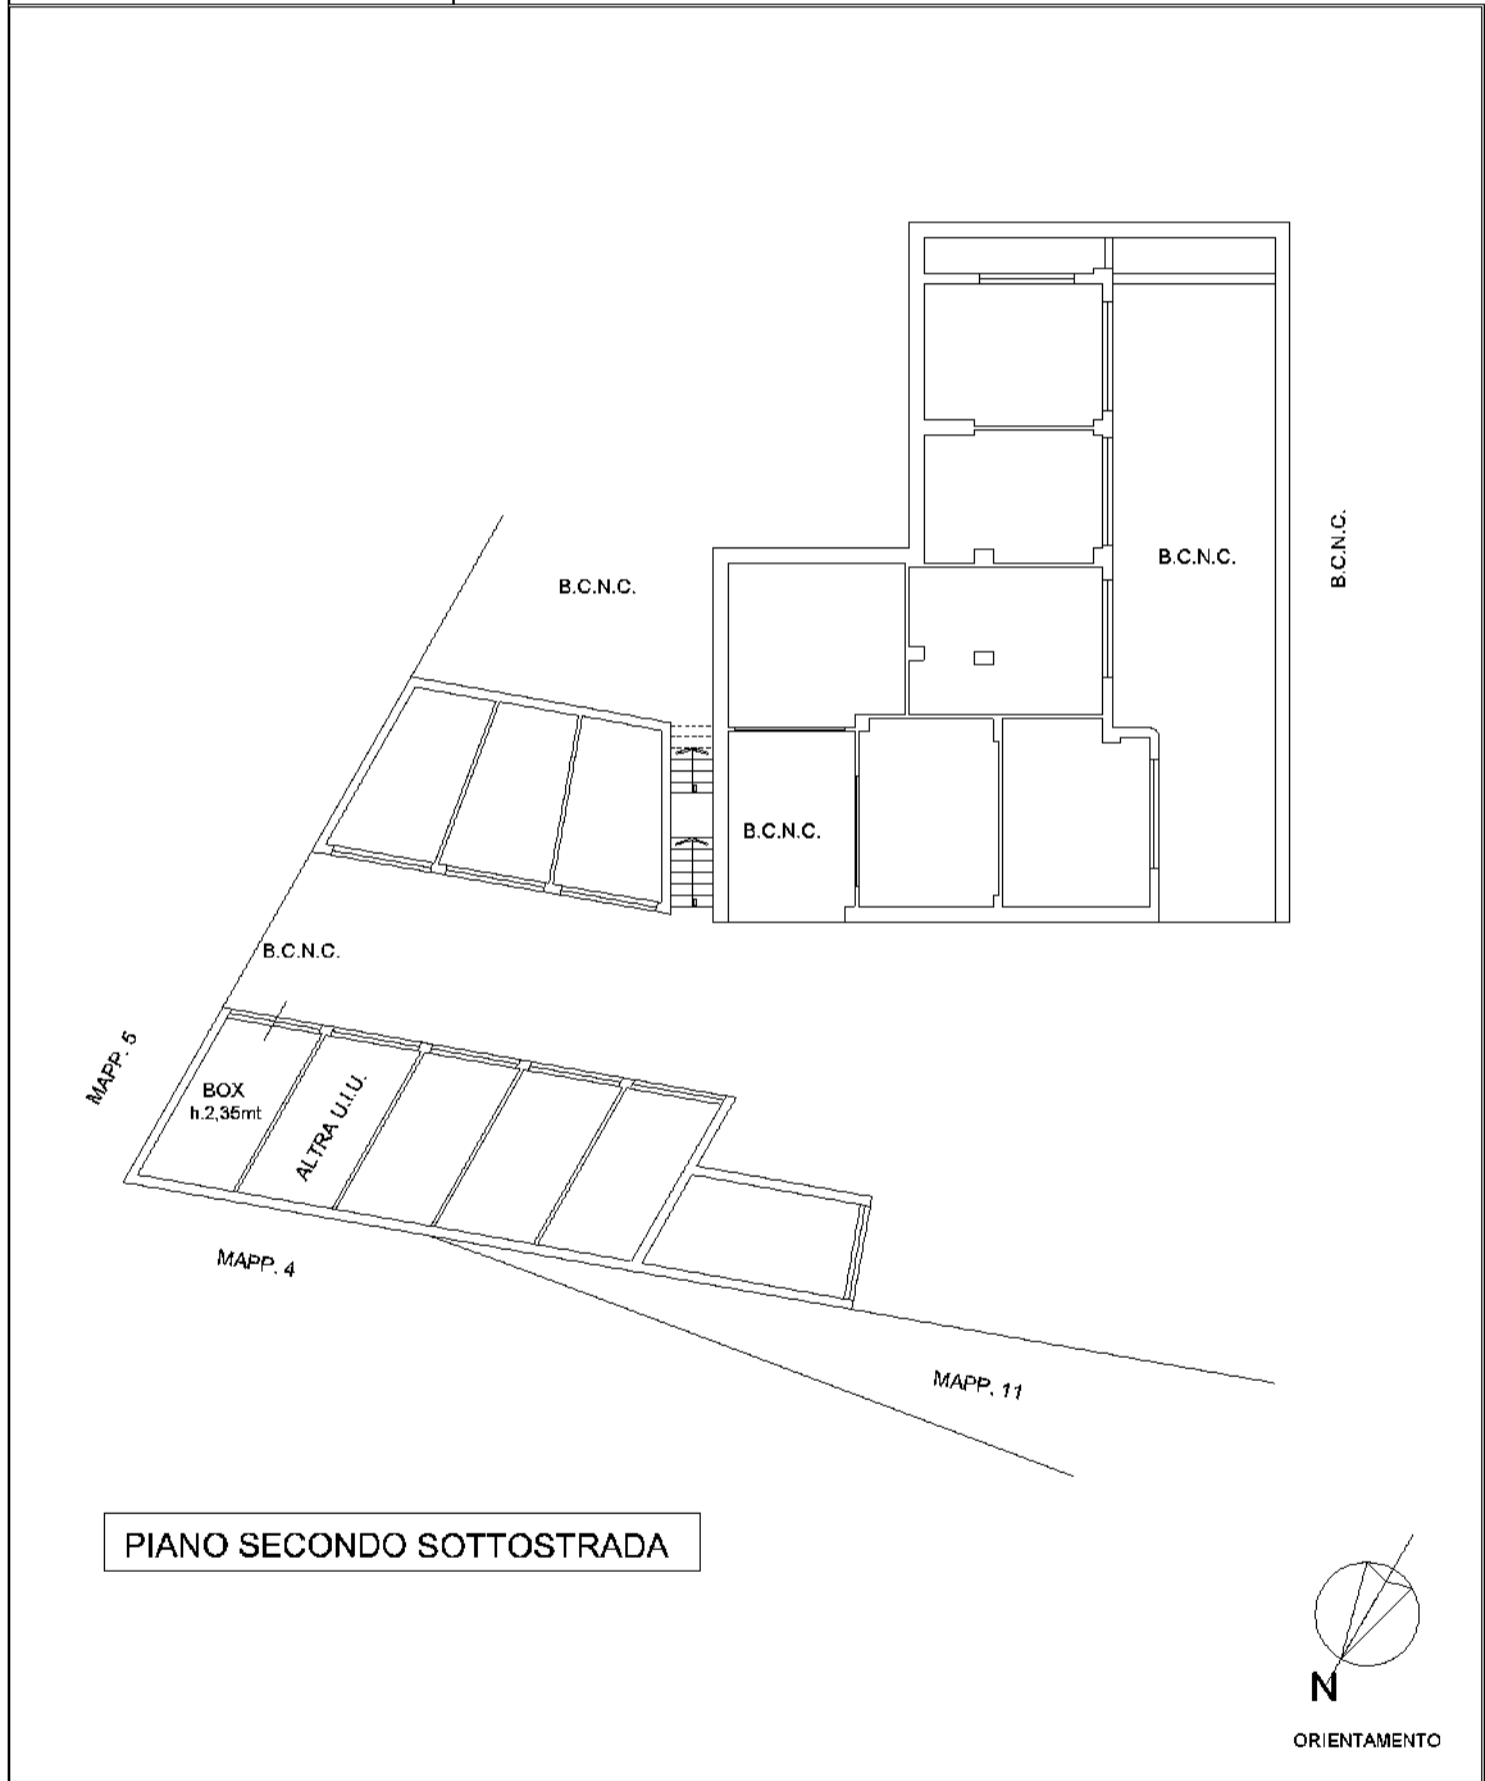 B.C.N.C.
B.C.N.C.
B.C.N.C.
B.C.N.C.
B.C.N.C.
MAPP. 5
BOX
h.2,35mt
ALTRA U.I.U.
MAPP. 4
MAPP. 11
PIANO SECONDO SOTTOSTRADA
N
ORIENTAMENTO